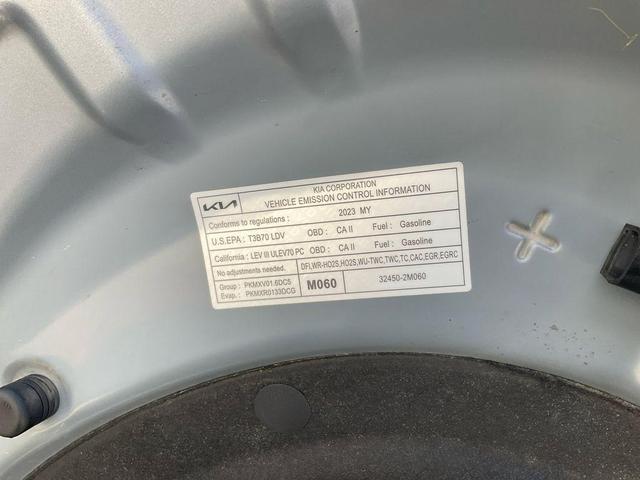 KIA
KIA CORPORATION
VEHICLE EMISSION CONTROL INFORMATION
Conforms to regulations : 2023 MY
U.S.EPA : T3B70 LDV OBD : CA II Fuel : Gasoline
California : LEV III ULEV70 PC OBD : CA II Fuel : Gasoline
No adjustments needed. DFI,WR-HO2S,HO2S,WU-TWC,TWC,TC,CAC,EGR,EGRC
Group : PKMXV01.6DC5 M060 32450-2M060
Evap. : PKMXR0133DCG